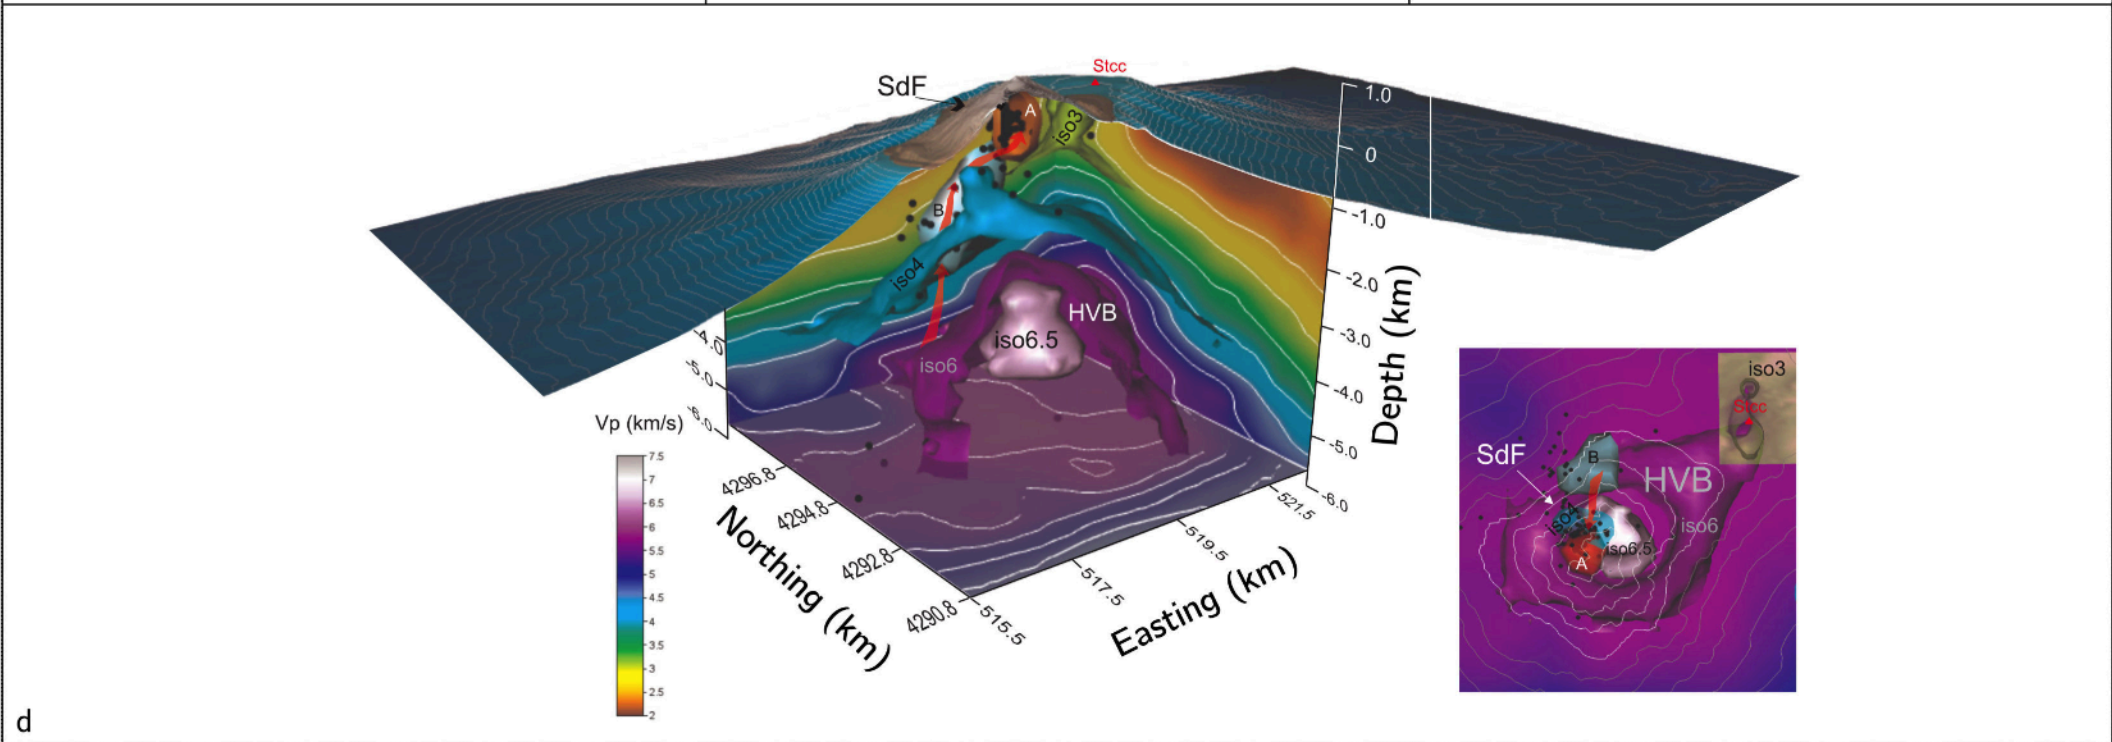 Stcc
SdF
A
iso3
1.0
0
-1.0
-2.0
-3.0
-4.0
-5.0
-6.0
Depth (km)
B
iso4
HVB
iso6.5
iso6
-4.0
-5.0
-6.0
4296.8
4294.8
4292.8
4290.8
Northing (km)
515.5
517.5
519.5
521.5
Easting (km)
Vp (km/s)
7.5
7
6.5
6
5.5
5
4.5
4
3.5
3
2.5
2
iso3
Stcc
SdF
B
HVB
iso4
iso6
iso6.5
A
d